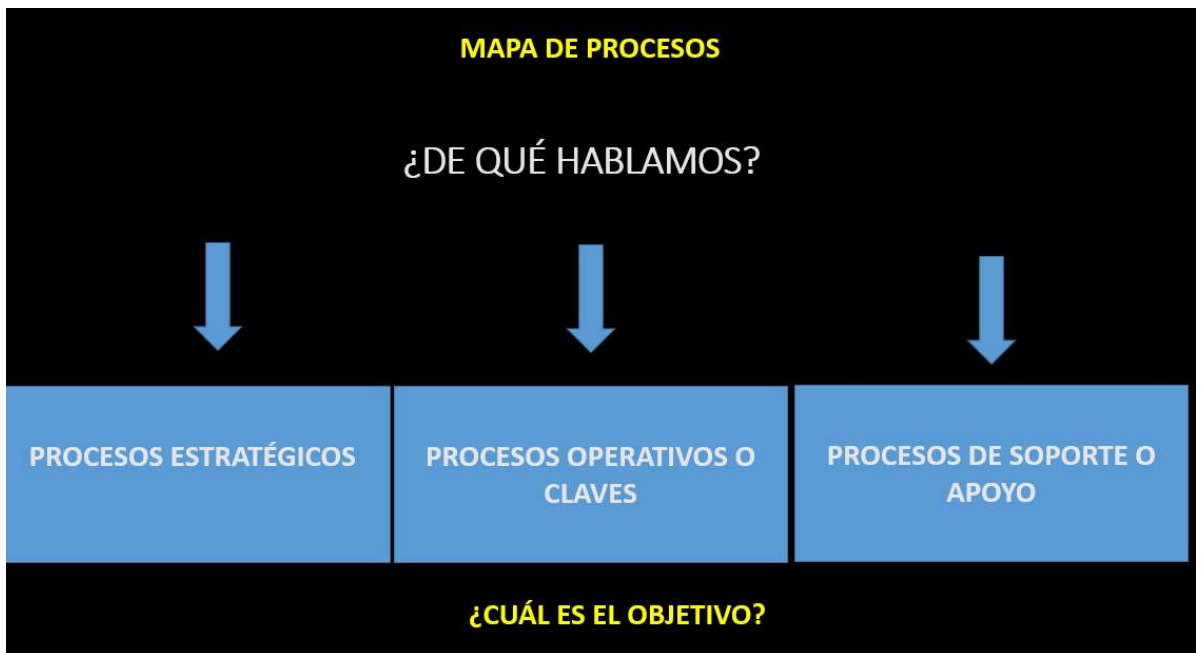 MAPA DE PROCESOS
¿DE QUÉ HABLAMOS?
PROCESOS ESTRATÉGICOS
PROCESOS OPERATIVOS O
CLAVES
PROCESOS DE SOPORTE O
APOYO
¿CUÁL ES EL OBJETIVO?